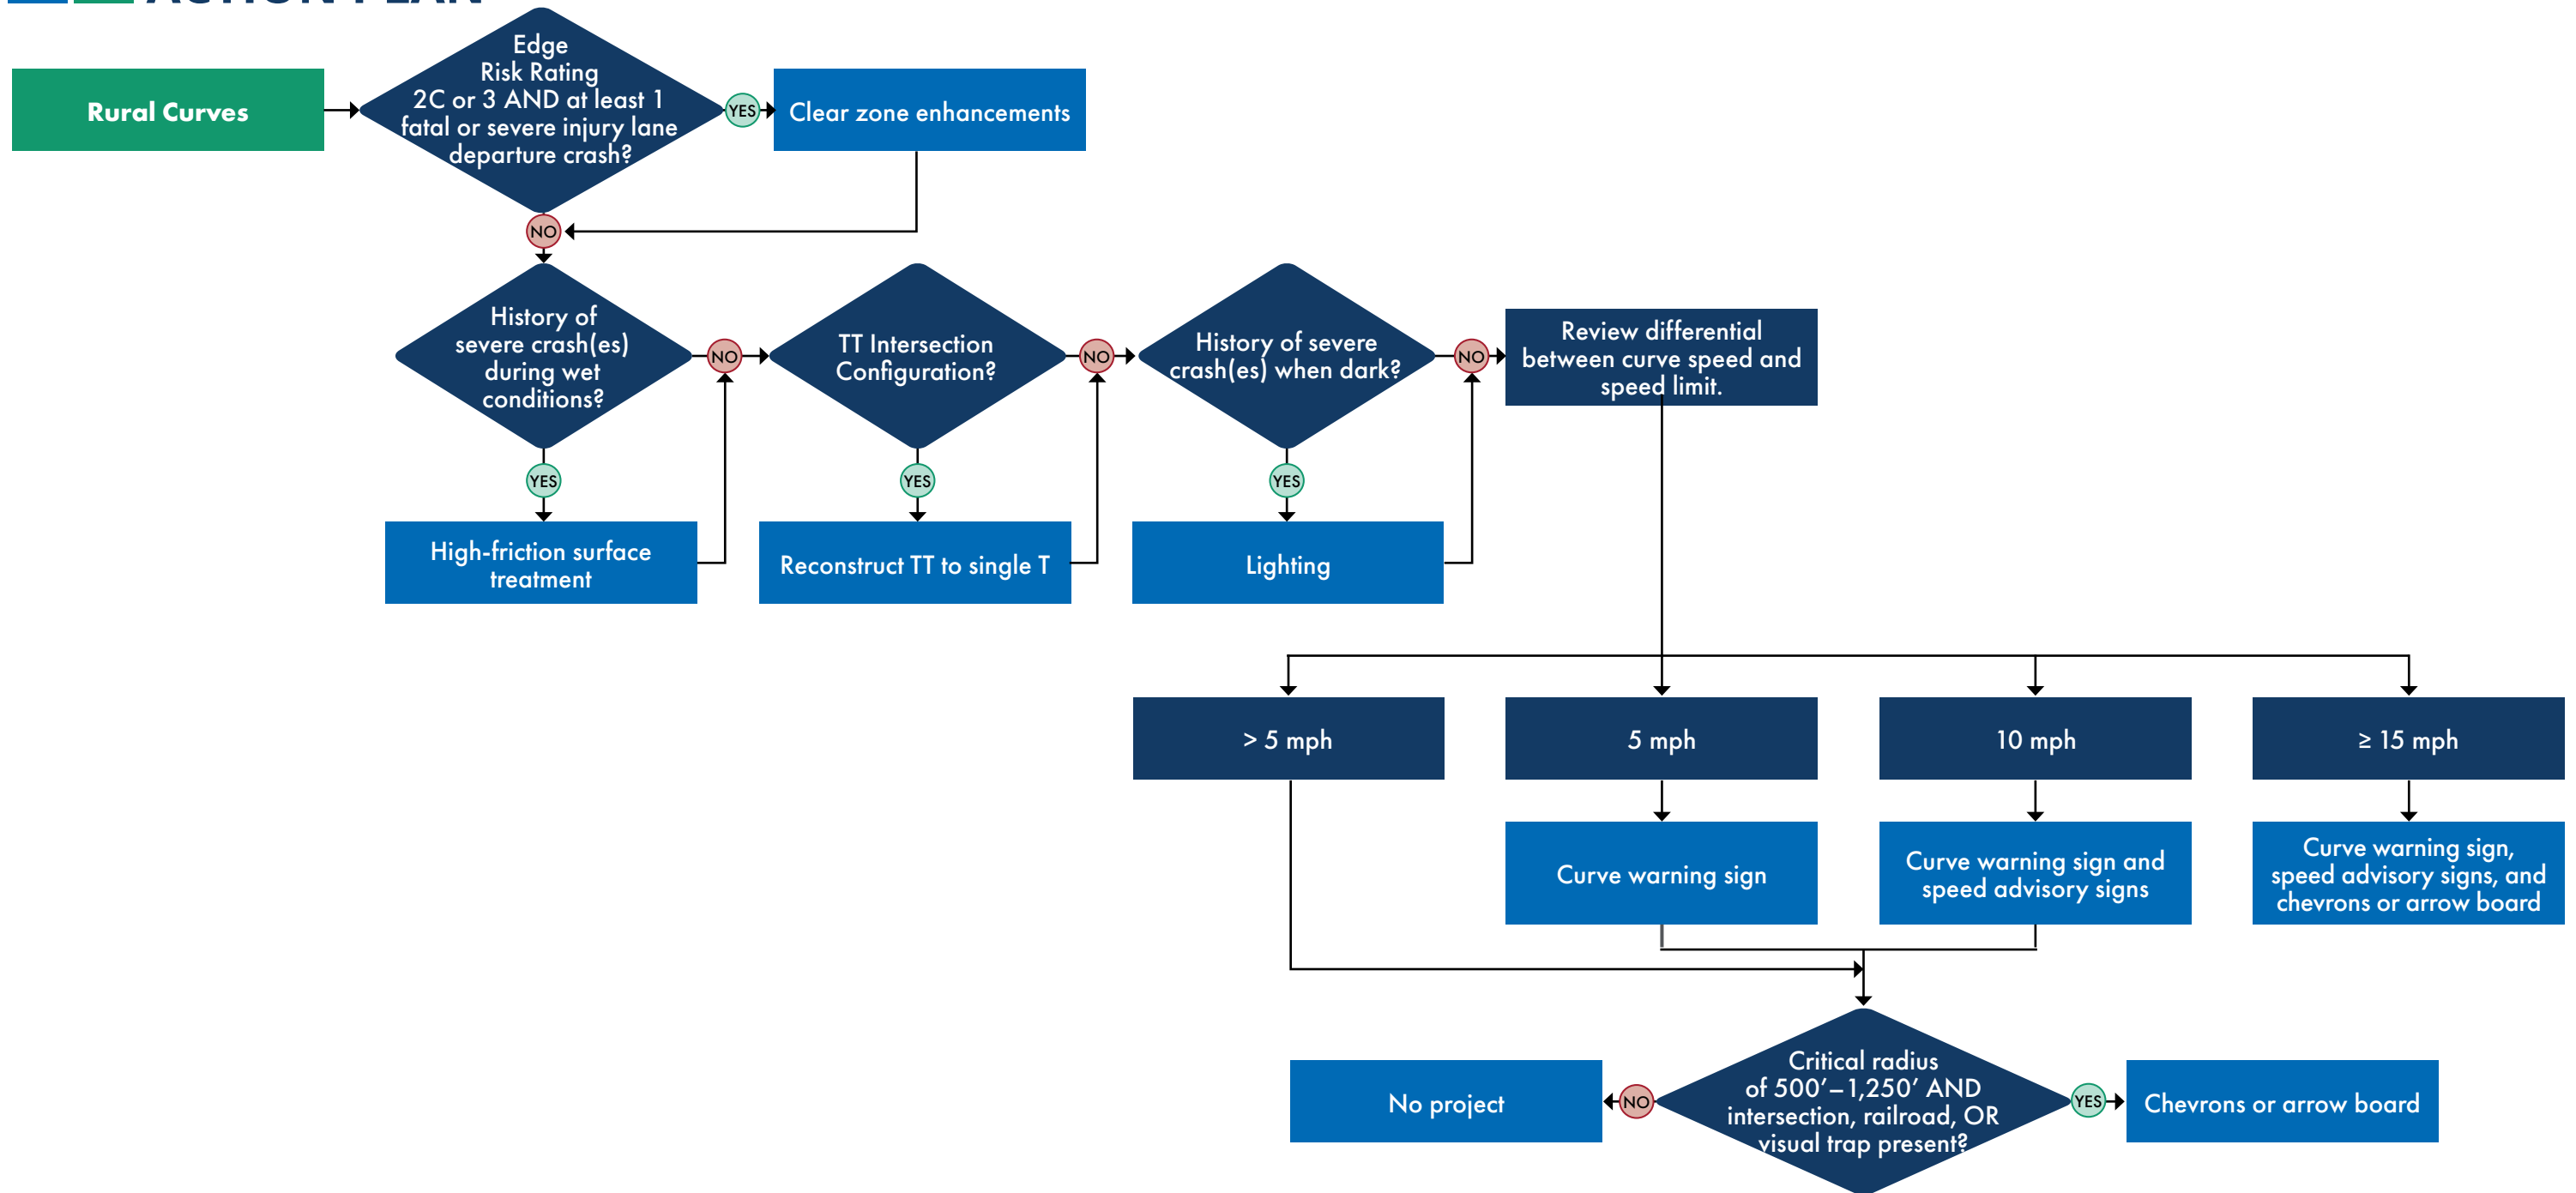 ACTION PLAN
Edge
Risk Rating
2C or 3 AND at least 1
fatal or severe injury lane
departure crash?
Rural Curves
YES
Clear zone enhancements
NO
History of
severe crash(es)
during wet
conditions?
NO
TT Intersection
Configuration?
NO
History of severe
crash(es) when dark?
NO
Review differential
between curve speed and
speed limit.
YES
YES
YES
High-friction surface
treatment
Reconstruct TT to single T
Lighting
> 5 mph
5 mph
10 mph
≥ 15 mph
Curve warning sign
Curve warning sign and
speed advisory signs
Curve warning sign,
speed advisory signs, and
chevrons or arrow board
No project
NO
Critical radius
of 500’–1,250’ AND
intersection, railroad, OR
visual trap present?
YES
Chevrons or arrow board